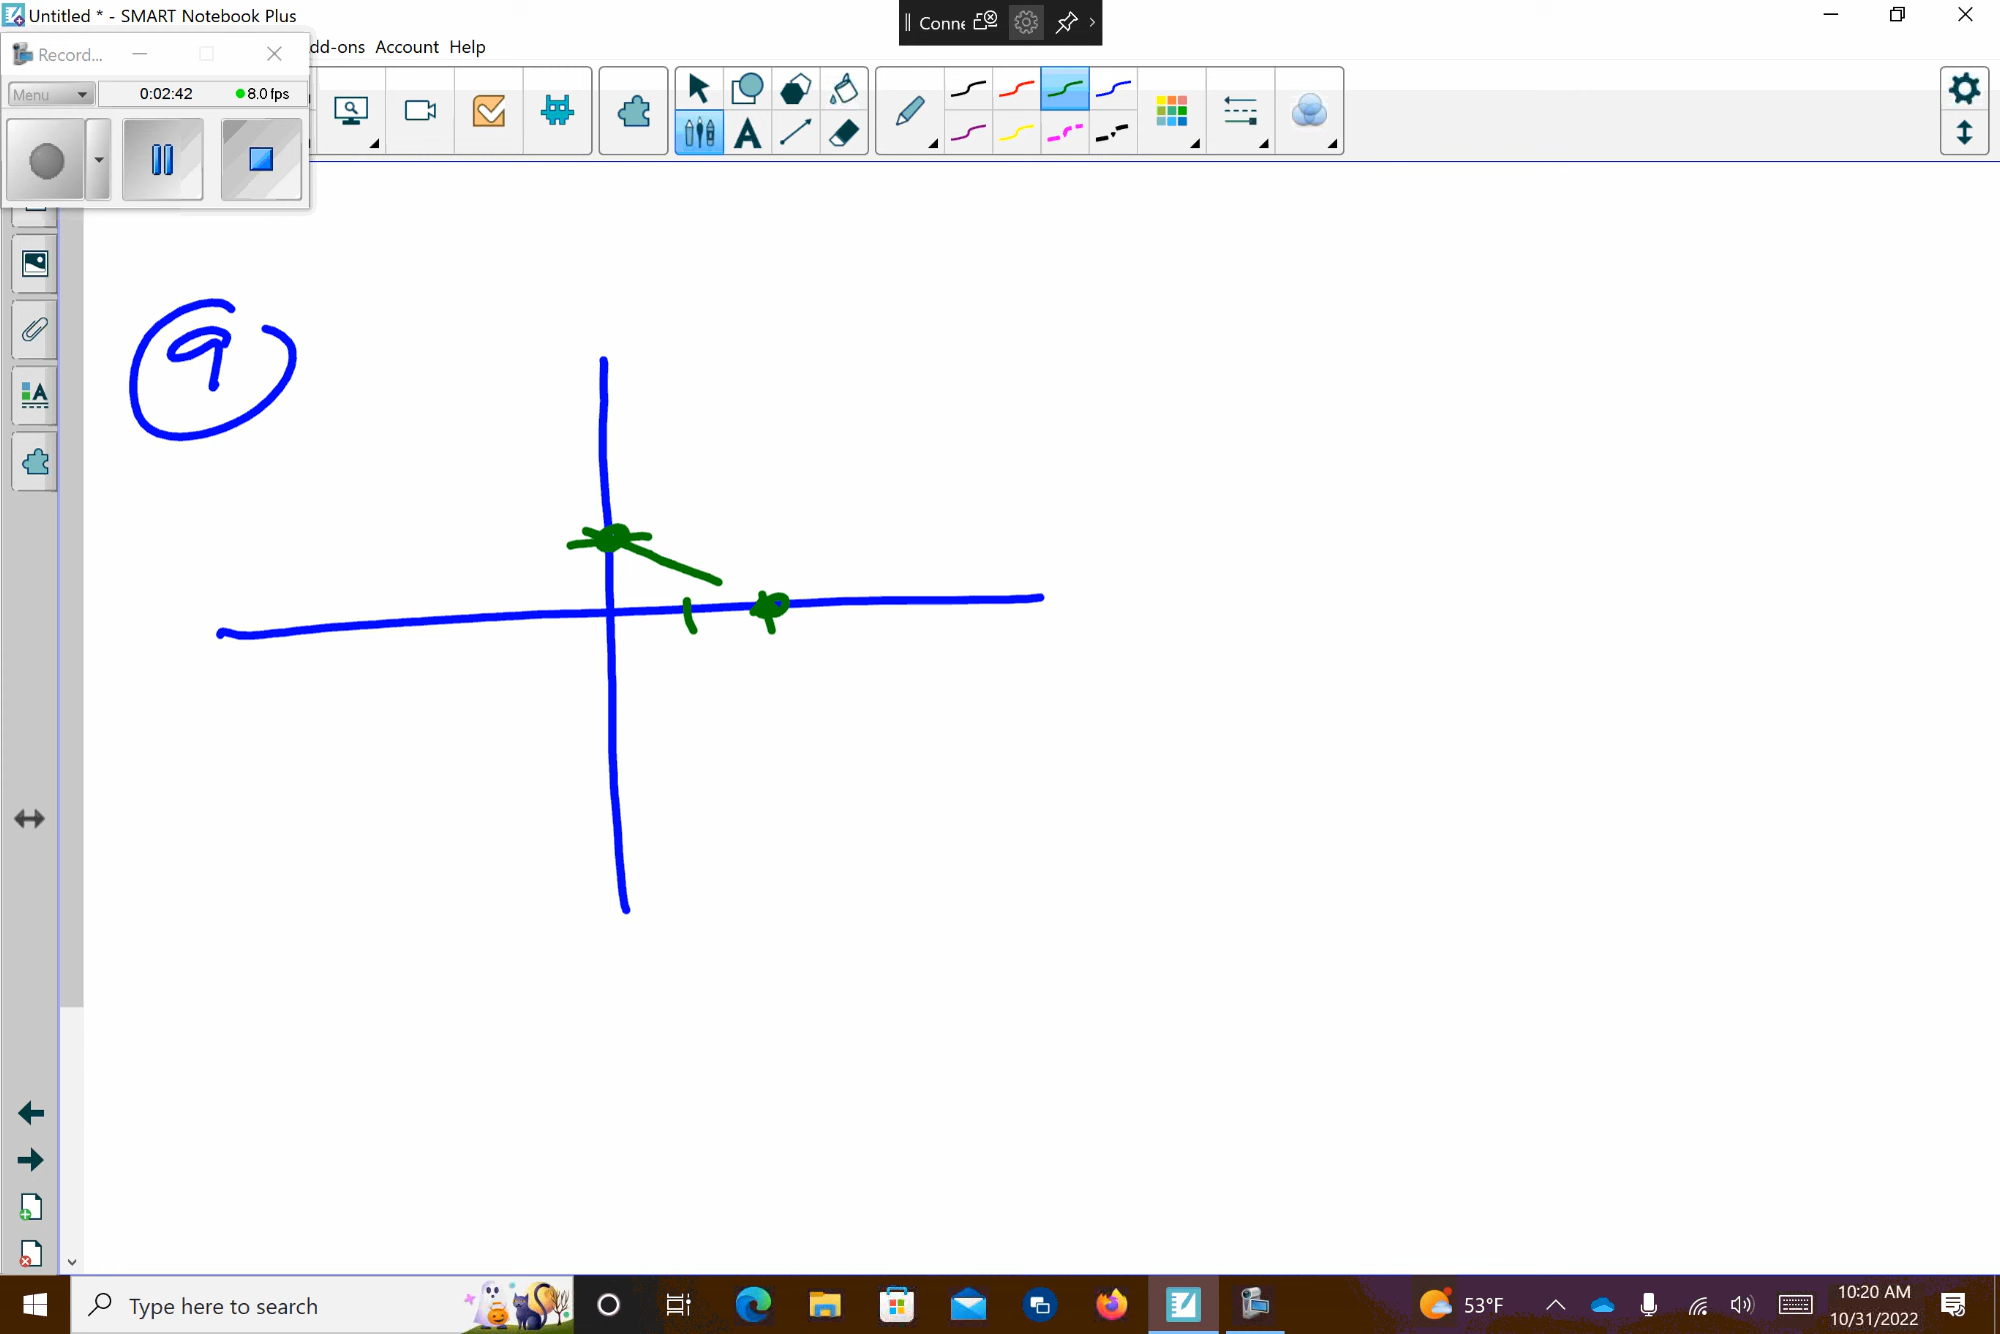 Untitled * - SMART Notebook Plus
Conne
Record...
dd-ons Account Help
Menu 0:02:42 8.0 fps
A
A
9
Type here to search
53°F
10:20 AM
10/31/2022